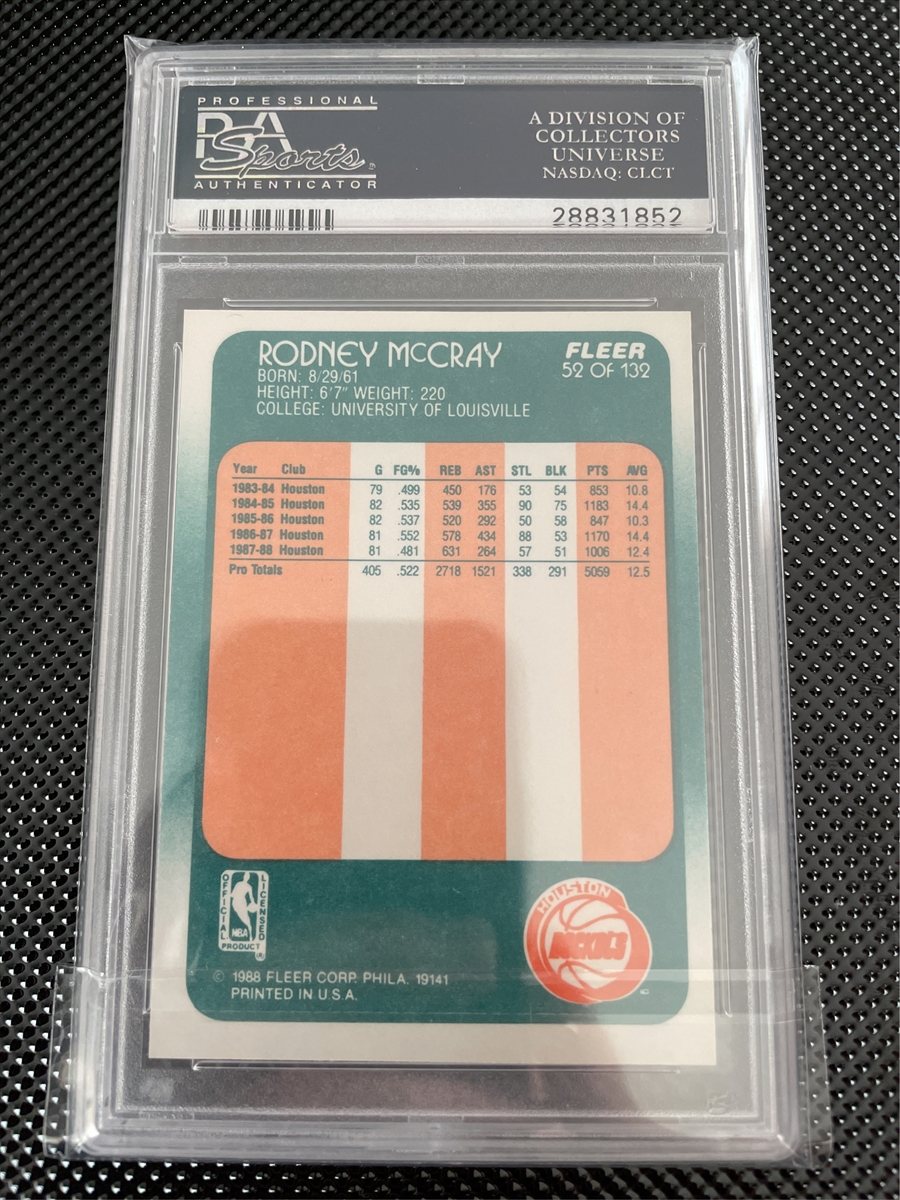 PROFESSIONAL
PSA
Sports
AUTHENTICATOR
A DIVISION OF
COLLECTORS
UNIVERSE
NASDAQ: CLCT
28831852
RODNEY McCRAY
FLEER
52 OF 132
BORN: 8/29/61
HEIGHT: 6'7" WEIGHT: 220
COLLEGE: UNIVERSITY OF LOUISVILLE
Year Club G FG% REB AST STL BLK PTS AVG
1983-84 Houston 79 .499 450 176 53 54 853 10.8
1984-85 Houston 82 .535 539 355 90 75 1183 14.4
1985-86 Houston 82 .537 520 292 50 58 847 10.3
1986-87 Houston 81 .552 578 434 88 53 1170 14.4
1987-88 Houston 81 .481 631 264 57 51 1006 12.4
Pro Totals 405 .522 2718 1521 338 291 5059 12.5
OFFICIAL
LICENSED
NBA
PRODUCT
®
HOUSTON
ROCKETS
© 1988 FLEER CORP. PHILA. 19141
PRINTED IN U.S.A.